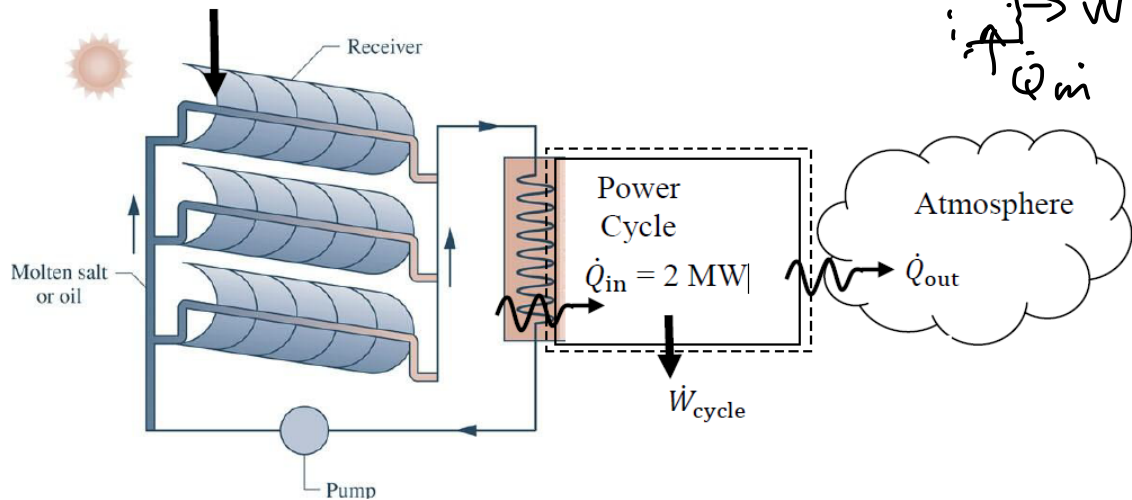 Receiver
Ẇ
Q̇ in
Power
Cycle
Q̇in = 2 MW
Atmosphere
Q̇out
Molten salt
or oil
Ẇcycle
Pump